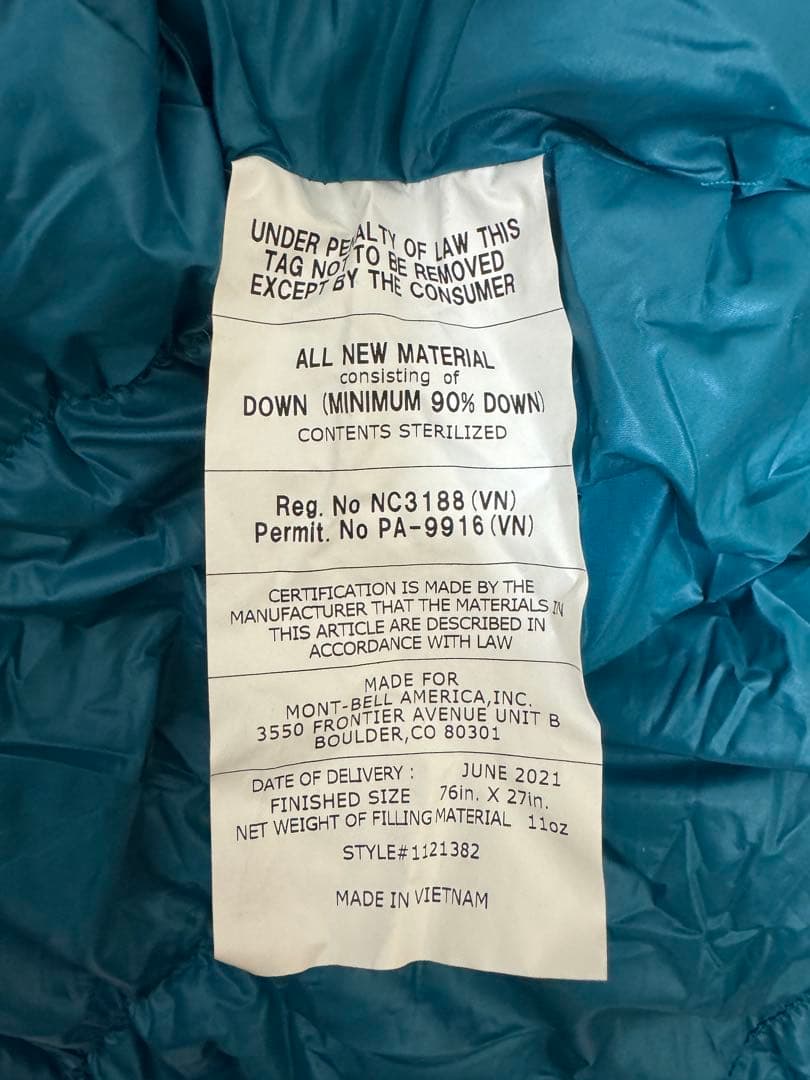 UNDER PENALTY OF LAW THIS
TAG NOT TO BE REMOVED
EXCEPT BY THE CONSUMER
ALL NEW MATERIAL
consisting of
DOWN (MINIMUM 90% DOWN)
CONTENTS STERILIZED
Reg. No NC3188 (VN)
Permit. No PA-9916 (VN)
CERTIFICATION IS MADE BY THE
MANUFACTURER THAT THE MATERIALS IN
THIS ARTICLE ARE DESCRIBED IN
ACCORDANCE WITH LAW
MADE FOR
MONT-BELL AMERICA,INC.
3550 FRONTIER AVENUE UNIT B
BOULDER,CO 80301
DATE OF DELIVERY : JUNE 2021
FINISHED SIZE 76in. X 27in.
NET WEIGHT OF FILLING MATERIAL 11oz
STYLE#1121382
MADE IN VIETNAM